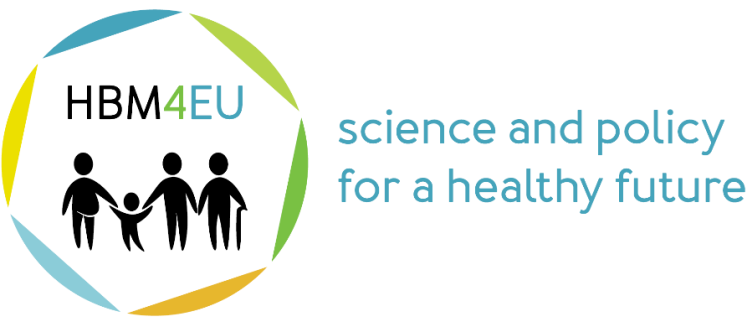 HBM4EU
science and policy
for a healthy future